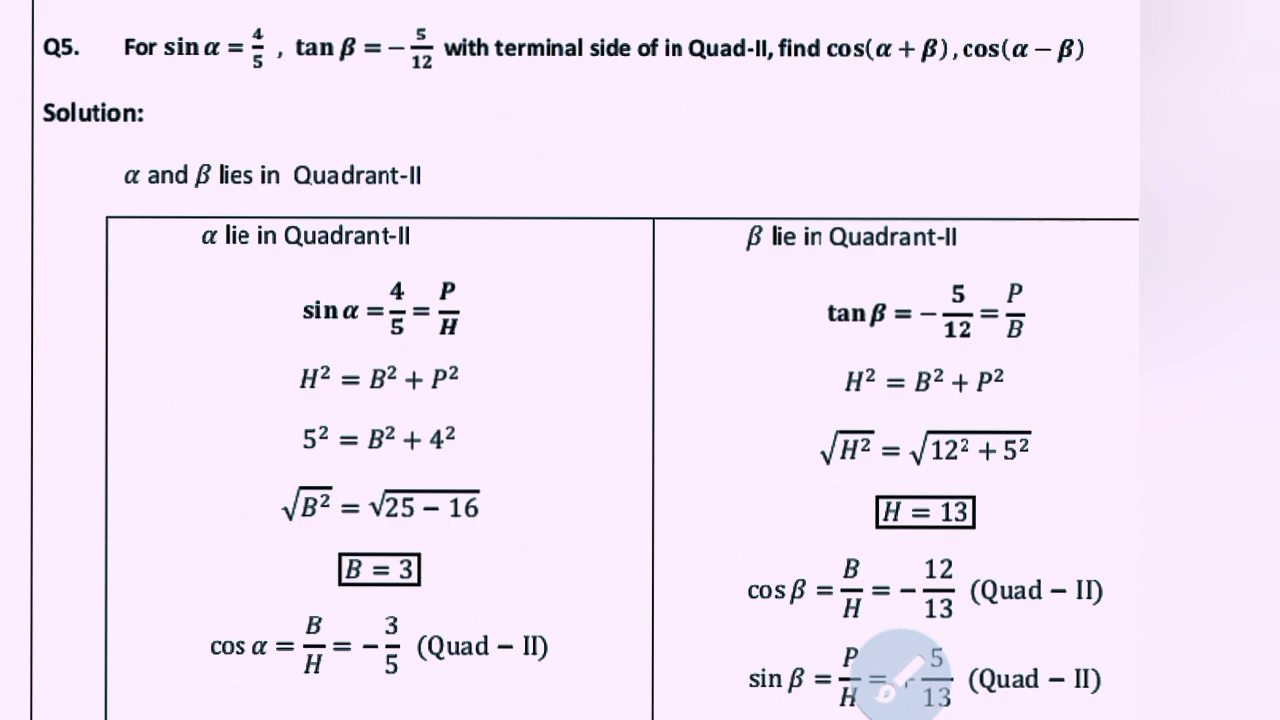 Q5. For sin α = 4/5 , tan β = − 5/12 with terminal side of in Quad-II, find cos(α + β), cos(α − β)
Solution:
α and β lies in Quadrant-II
α lie in Quadrant-II
sin α = 4/5 = P/H
H² = B² + P²
5² = B² + 4²
√B² = √25 − 16
B = 3
cos α = B/H = − 3/5 (Quad − II)
β lie in Quadrant-II
tan β = − 5/12 = P/B
H² = B² + P²
√H² = √12² + 5²
H = 13
cos β = B/H = − 12/13 (Quad − II)
sin β = P/H = 5/13 (Quad − II)